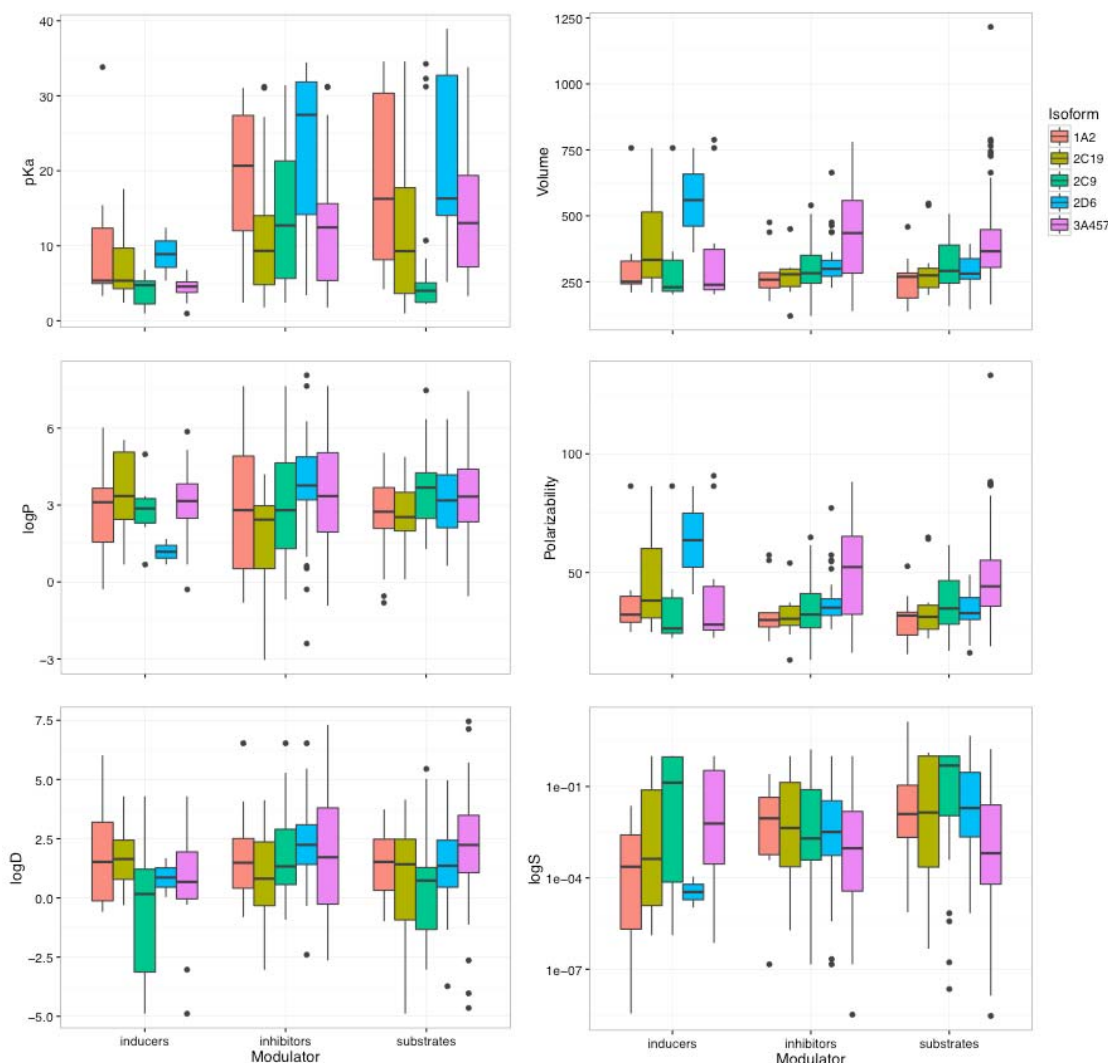 40
30
20
10
0
pKa
1250
1000
750
500
250
Volume
Isoform
1A2
2C19
2C9
2D6
3A457
6
3
0
−3
logP
100
50
Polarizability
7.5
5.0
2.5
0.0
−2.5
−5.0
logD
inducers
inhibitors
substrates
Modulator
1e−01
1e−04
1e−07
logS
inducers
inhibitors
substrates
Modulator